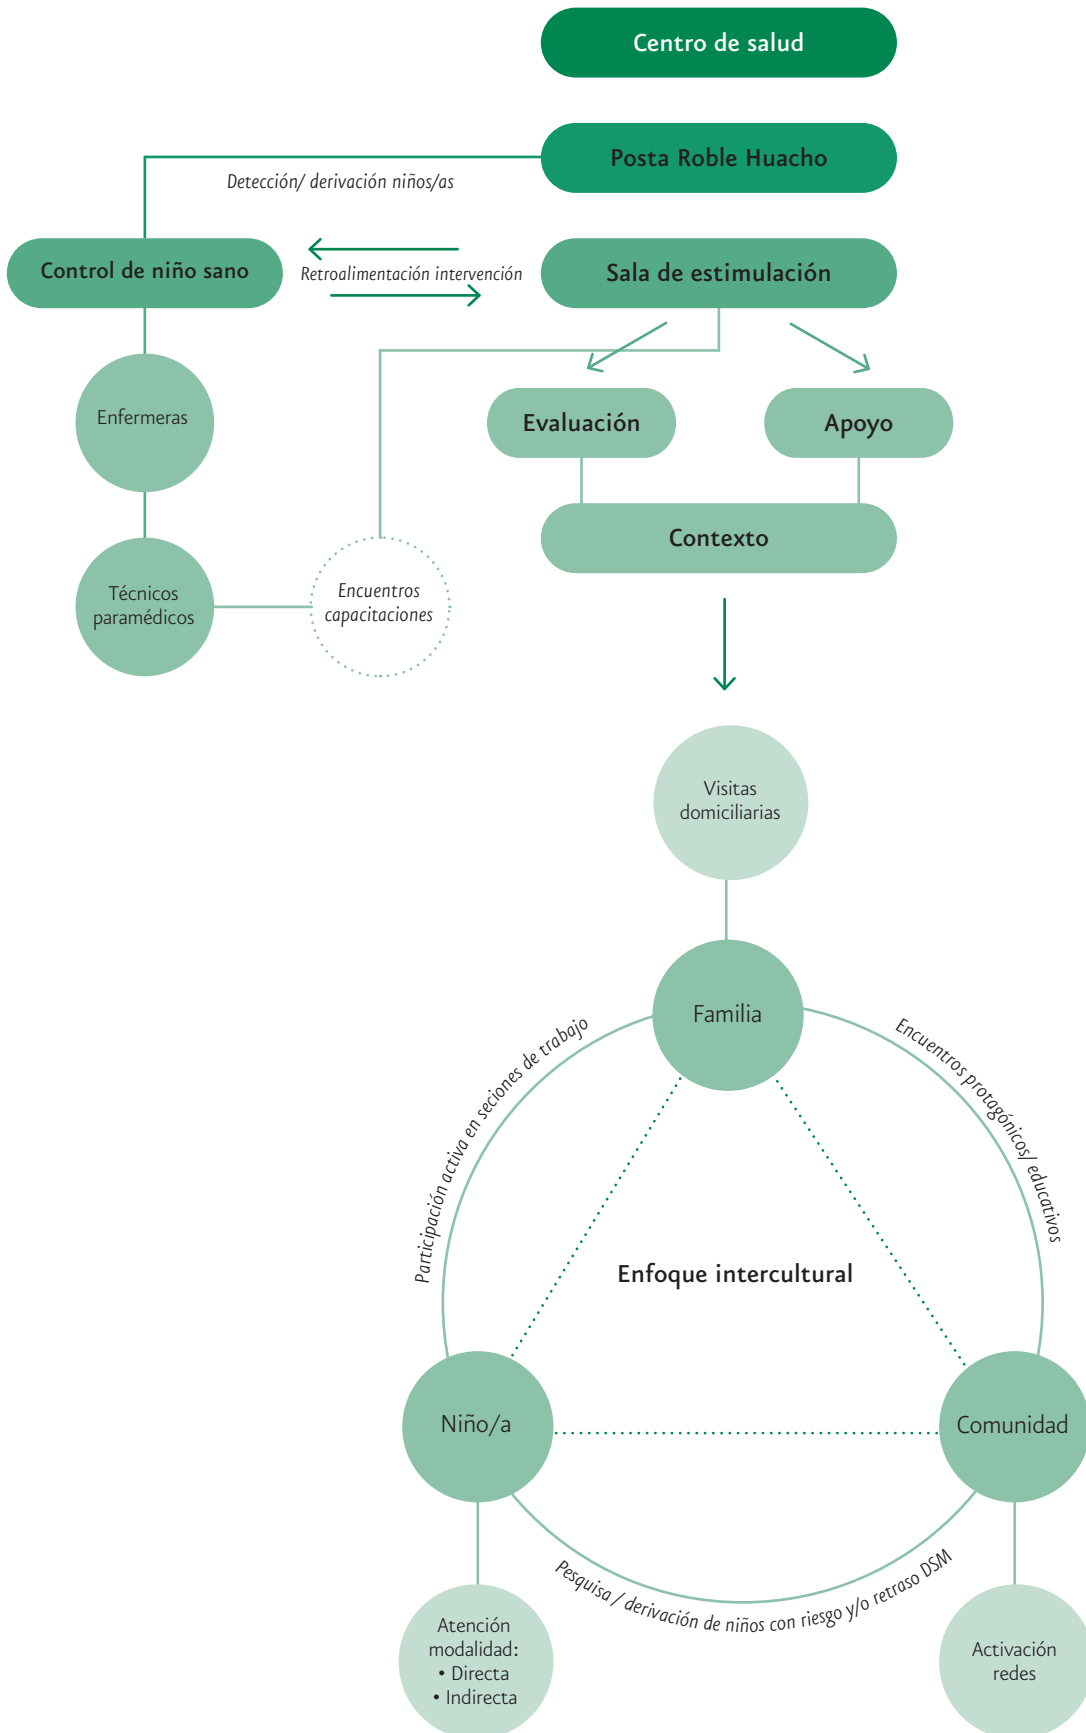 Centro de salud
Posta Roble Huacho
Detección/ derivación niños/as
Control de niño sano
Retroalimentación intervención
Sala de estimulación
Enfermeras
Evaluación
Apoyo
Contexto
Técnicos
paramédicos
Encuentros
capacitaciones
Visitas
domiciliarias
Familia
Participación activa en seciones de trabajo
Encuentros protagónicos/ educativos
Enfoque intercultural
Niño/a
Comunidad
Pesquisa / derivación de niños con riesgo y/o retraso DSM
Atención
modalidad:
• Directa
• Indirecta
Activación
redes